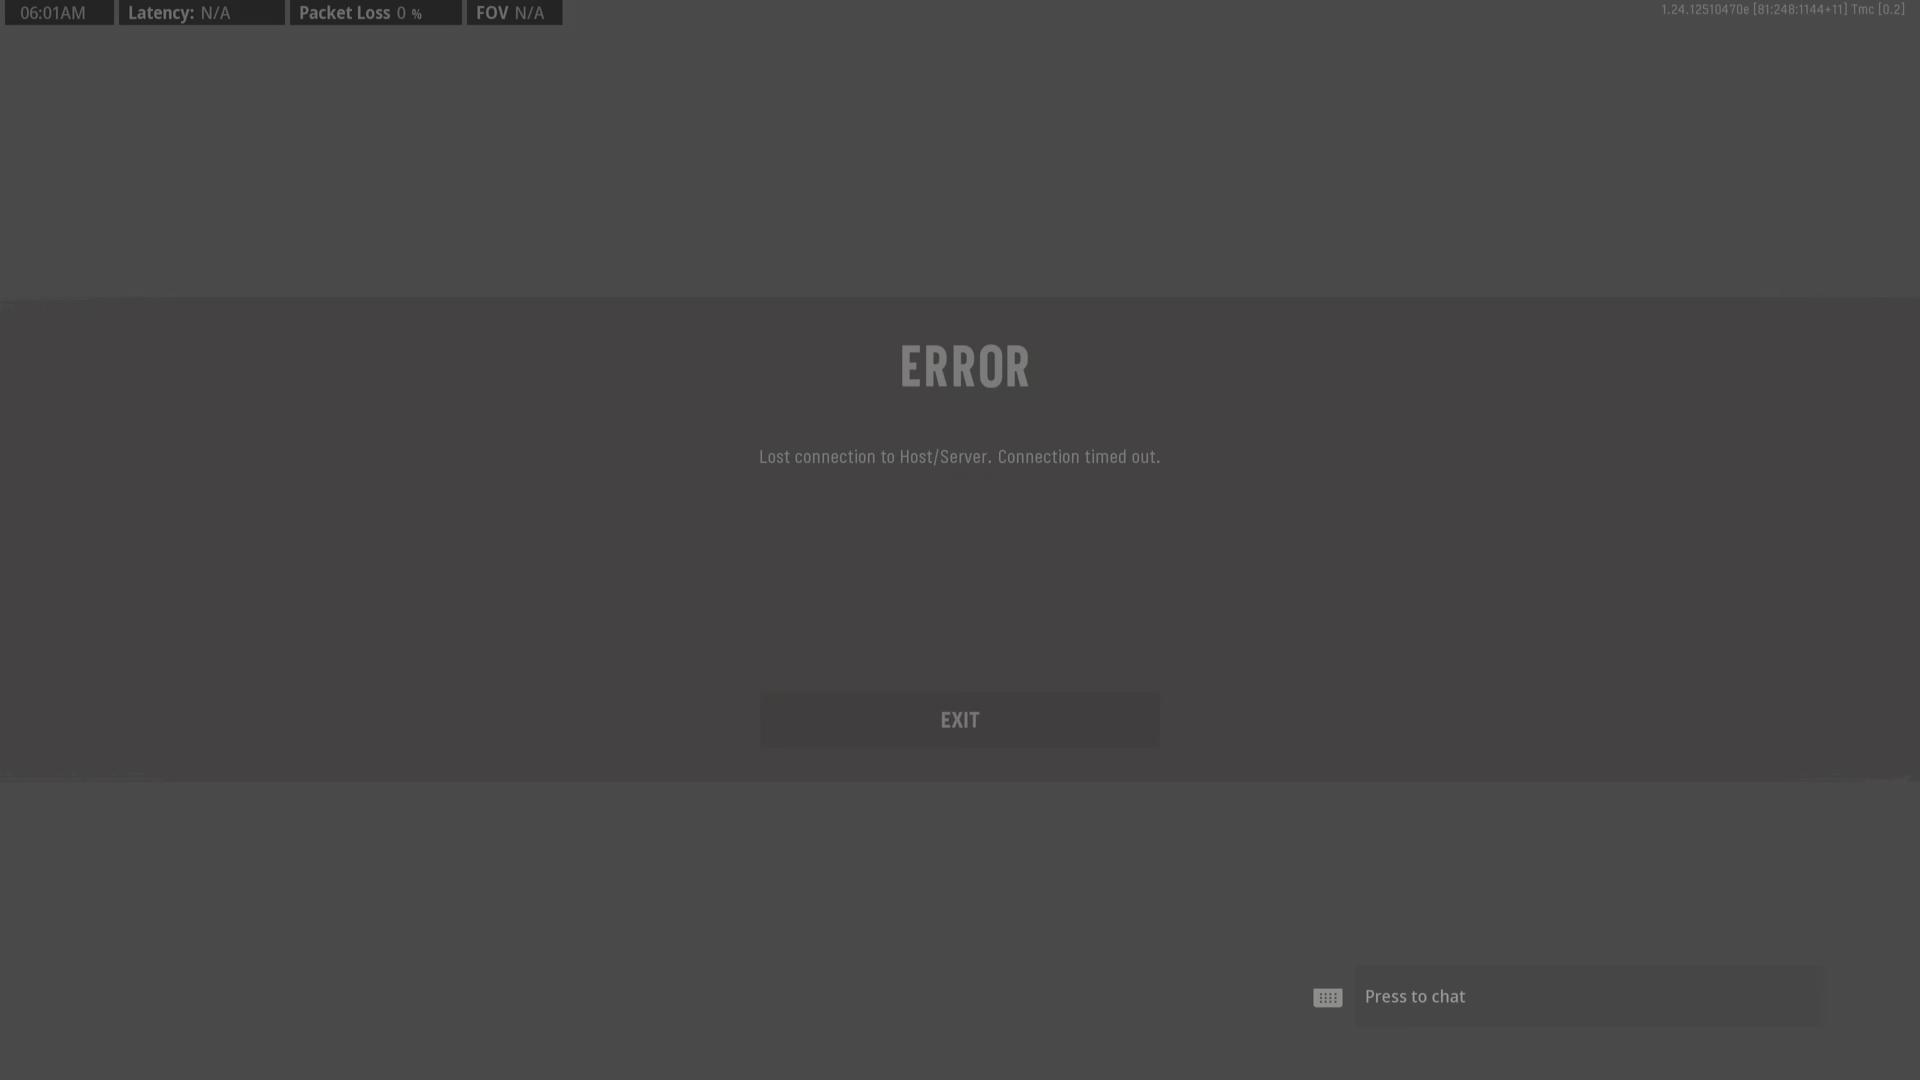 06:01AM Latency: N/A Packet Loss 0 % FOV N/A
1.24.12510470e [81:248:1144+11] Tmc [0.2]
ERROR
Lost connection to Host/Server. Connection timed out.
EXIT
Press to chat